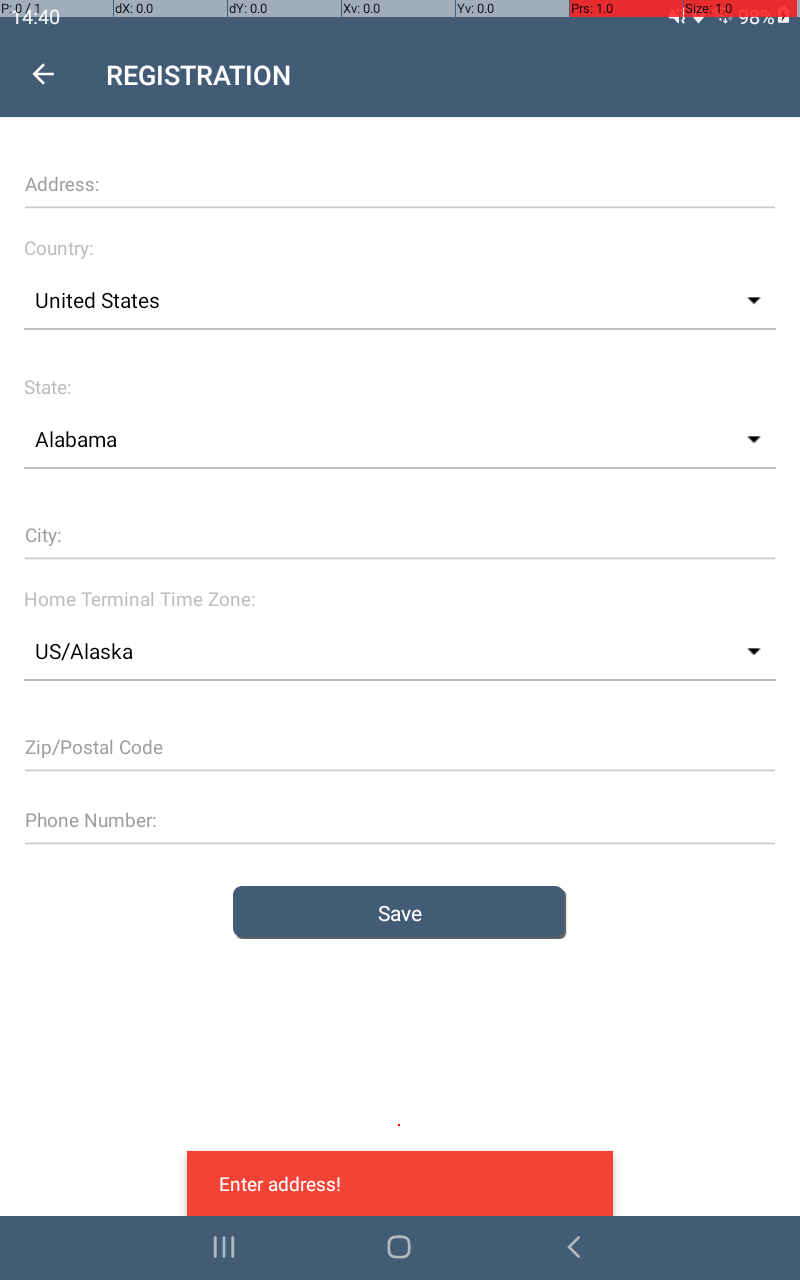 P: 0 / 1 dX: 0.0 dY: 0.0 Xv: 0.0 Yv: 0.0 Prs: 1.0 Size: 1.0
14:40 98%
REGISTRATION
Address:
Country:
United States
State:
Alabama
City:
Home Terminal Time Zone:
US/Alaska
Zip/Postal Code
Phone Number:
Save
Enter address!